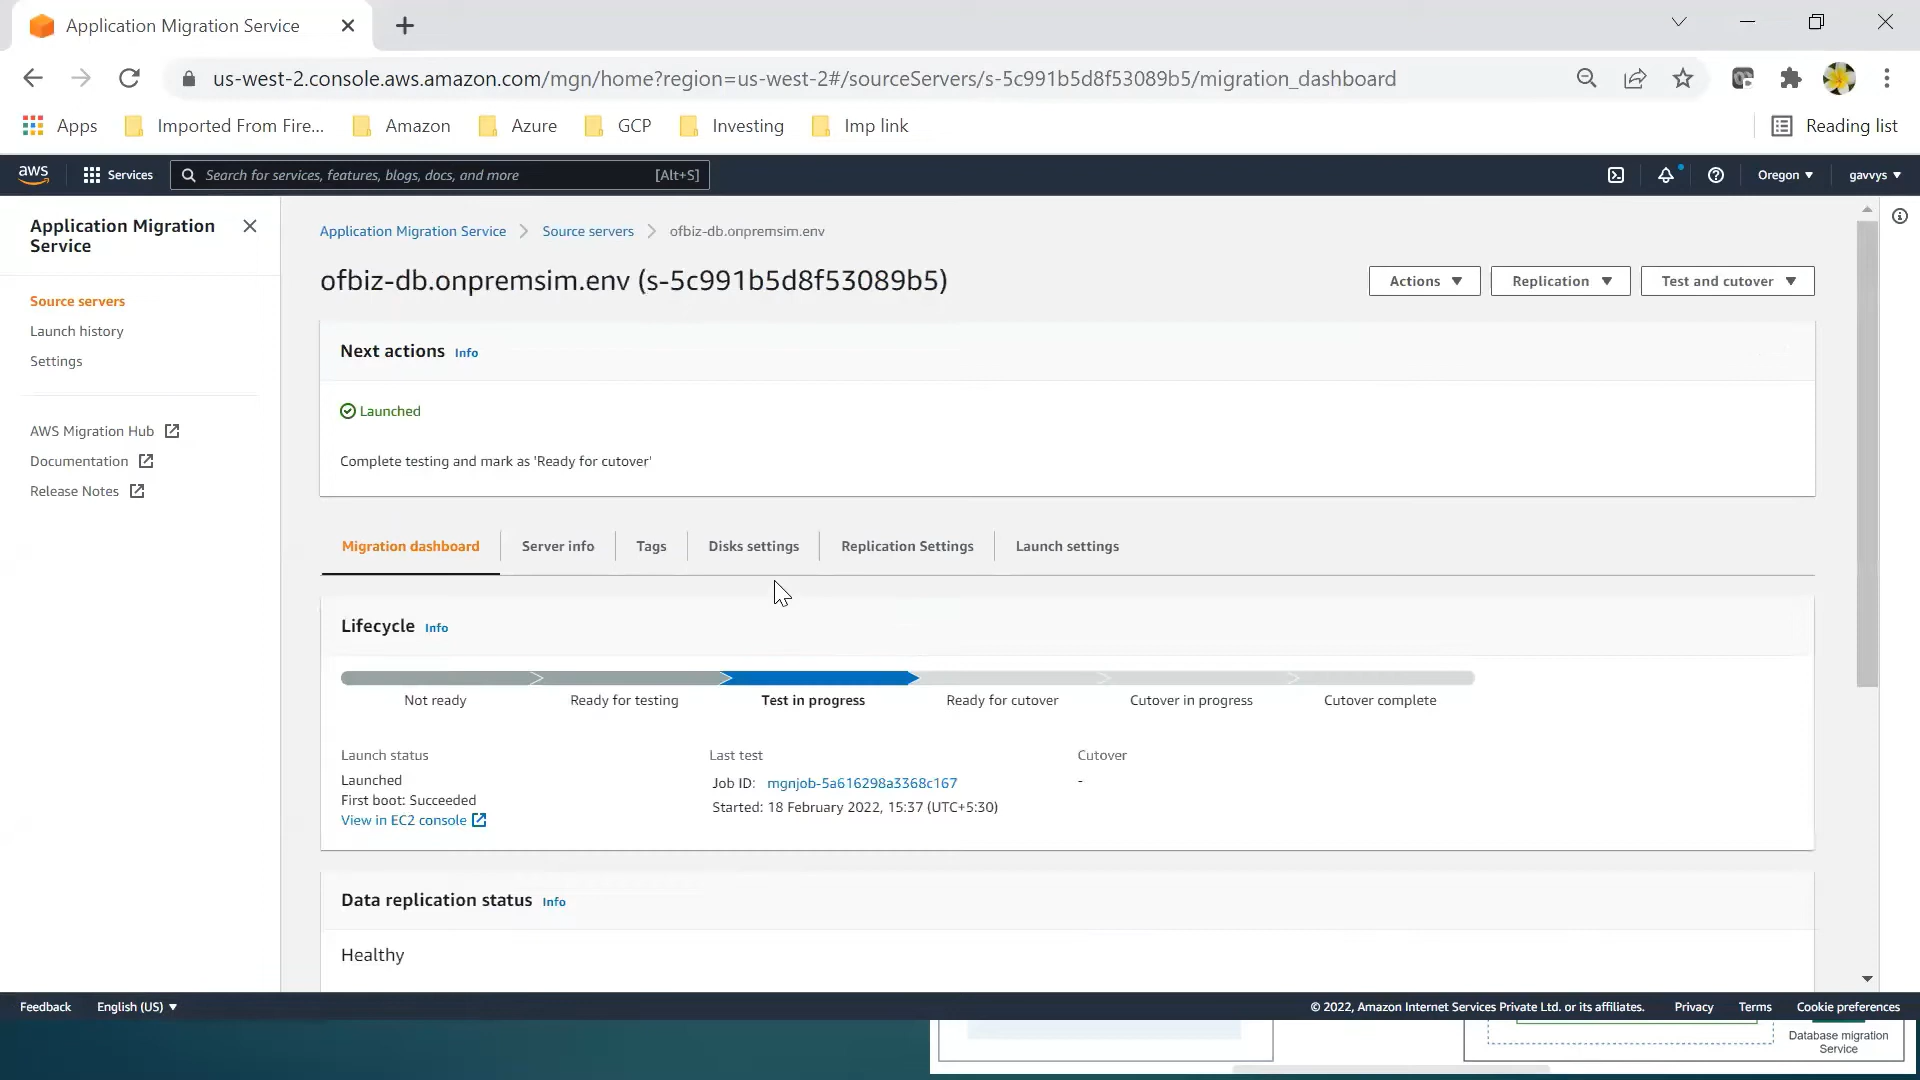 Application Migration Service
us-west-2.console.aws.amazon.com/mgn/home?region=us-west-2#/sourceServers/s-5c991b5d8f53089b5/migration_dashboard
Apps Imported From Fire... Amazon Azure GCP Investing Imp link Reading list
aws Services Search for services, features, blogs, docs, and more [Alt+S] Oregon ▼ gavvys ▼
Application Migration
Service
Source servers
Launch history
Settings
AWS Migration Hub
Documentation
Release Notes
Application Migration Service > Source servers > ofbiz-db.onpremsim.env
ofbiz-db.onpremsim.env (s-5c991b5d8f53089b5)
Actions ▼ Replication ▼ Test and cutover ▼
Next actions Info
Launched
Complete testing and mark as 'Ready for cutover'
Migration dashboard Server info Tags Disks settings Replication Settings Launch settings
Lifecycle Info
Not ready Ready for testing Test in progress Ready for cutover Cutover in progress Cutover complete
Launch status
Launched
First boot: Succeeded
View in EC2 console
Last test
Job ID: mgnjob-5a616298a3368c167
Started: 18 February 2022, 15:37 (UTC+5:30)
Cutover
-
Data replication status Info
Healthy
Feedback English (US) ▼ © 2022, Amazon Internet Services Private Ltd. or its affiliates. Privacy Terms Cookie preferences
Database migration
Service